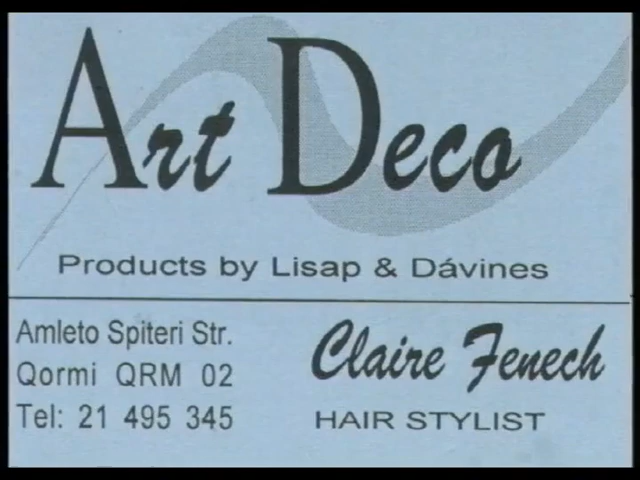 Art Deco
Products by Lisap & Dávines
Amleto Spiteri Str.
Qormi QRM 02
Tel: 21 495 345
Claire Fenech
HAIR STYLIST